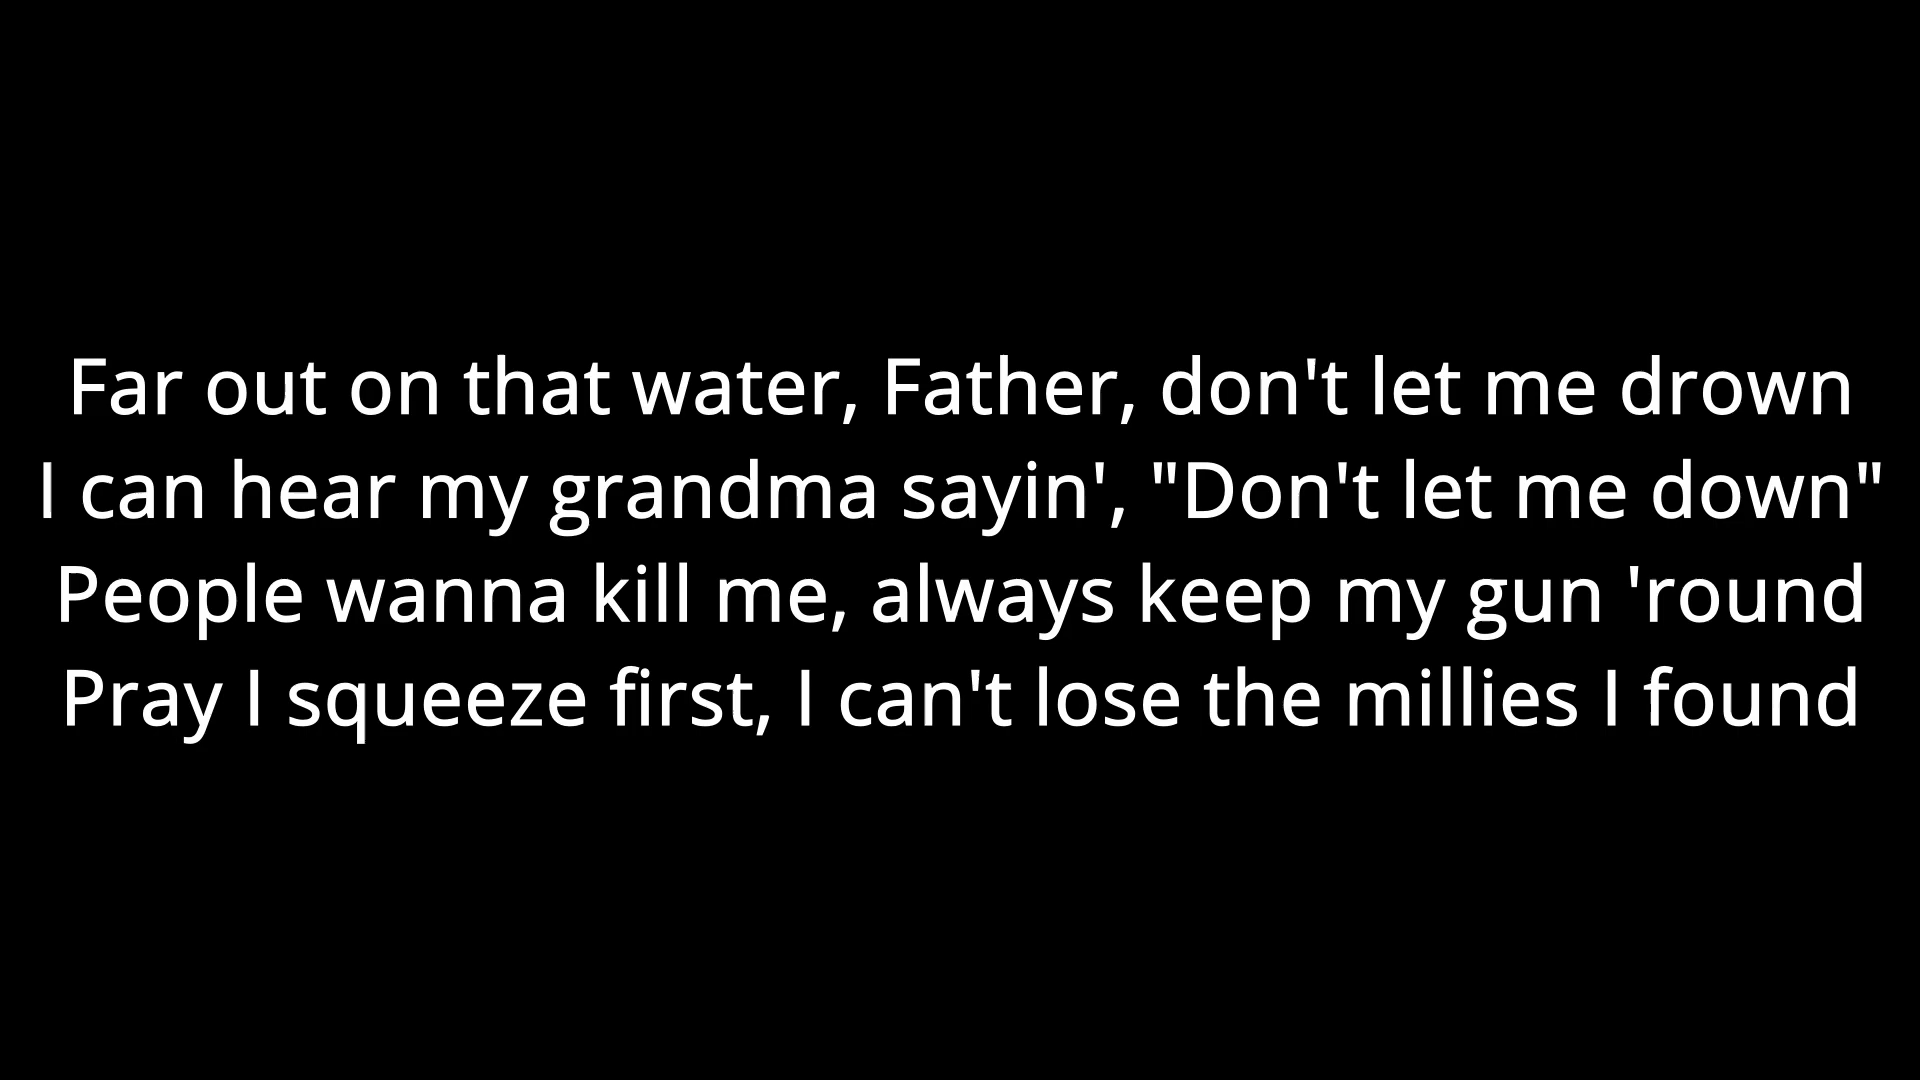 Far out on that water, Father, don't let me drown
I can hear my grandma sayin', "Don't let me down"
People wanna kill me, always keep my gun 'round
Pray I squeeze first, I can't lose the millies I found